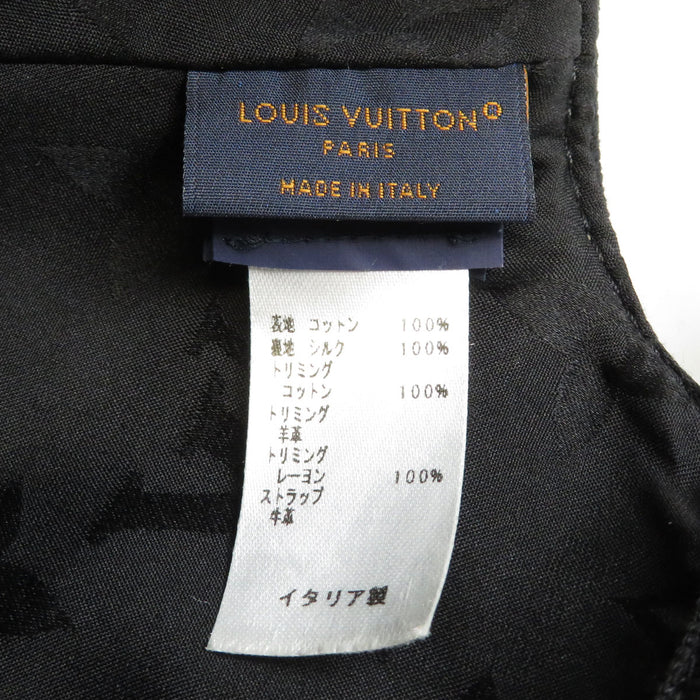 LOUIS VUITTON®
PARIS
MADE IN ITALY
表地 コットン 100%
裏地 シルク 100%
トリミング
コットン 100%
トリミング
羊革
トリミング
レーヨン 100%
ストラップ
牛革
イタリア製